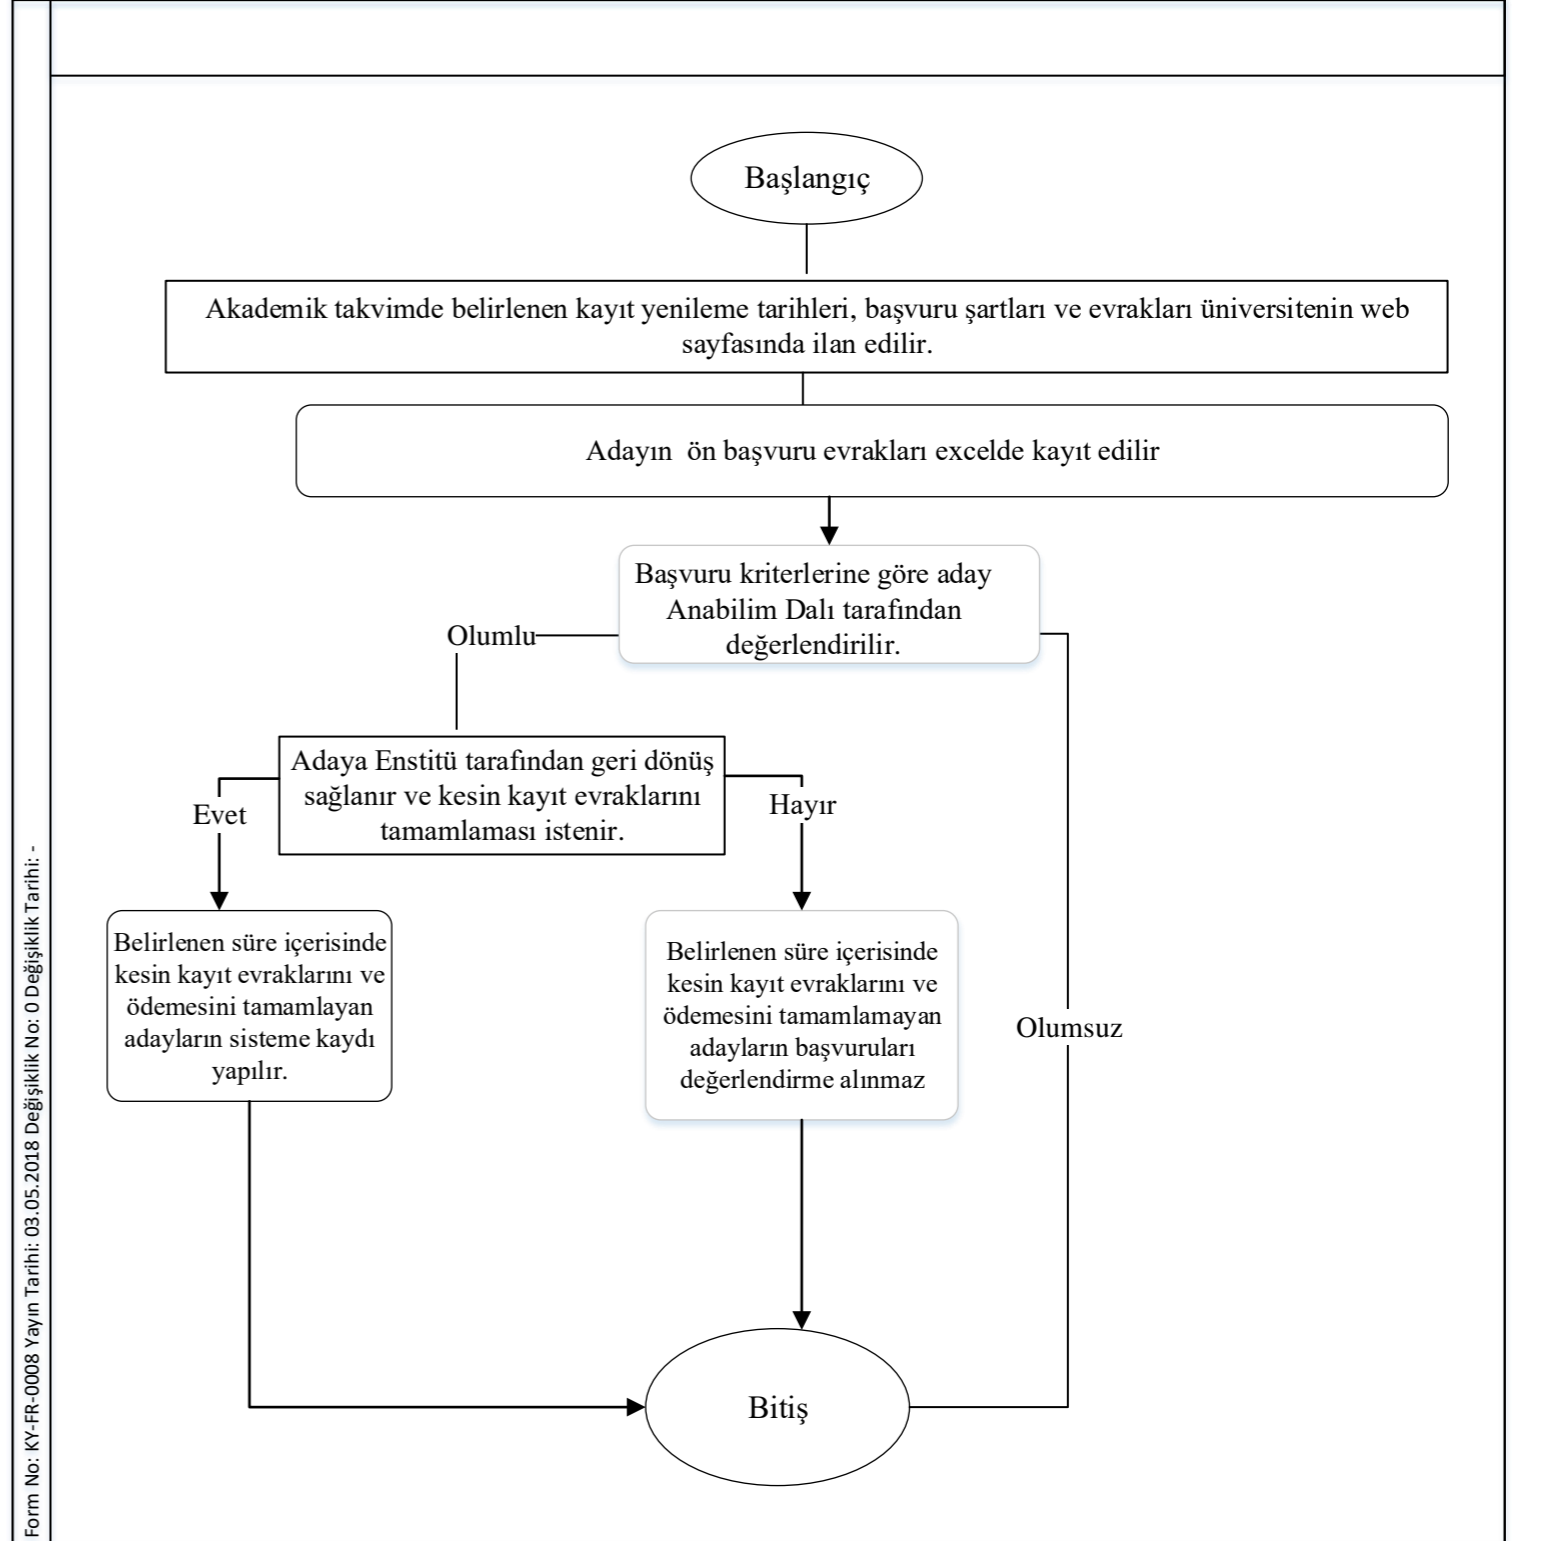 Başlangıç
Akademik takvimde belirlenen kayıt yenileme tarihleri, başvuru şartları ve evrakları üniversitenin web
sayfasında ilan edilir.
Adayın ön başvuru evrakları excelde kayıt edilir
Başvuru kriterlerine göre aday
Anabilim Dalı tarafından
değerlendirilir.
Olumlu
Adaya Enstitü tarafından geri dönüş
sağlanır ve kesin kayıt evraklarını
tamamlaması istenir.
Evet
Hayır
Belirlenen süre içerisinde
kesin kayıt evraklarını ve
ödemesini tamamlayan
adayların sisteme kaydı
yapılır.
Belirlenen süre içerisinde
kesin kayıt evraklarını ve
ödemesini tamamlamayan
adayların başvuruları
değerlendirme alınmaz
Olumsuz
Bitiş
Form No: KY-FR-0008 Yayın Tarihi: 03.05.2018 Değişiklik No: 0 Değişiklik Tarihi: -